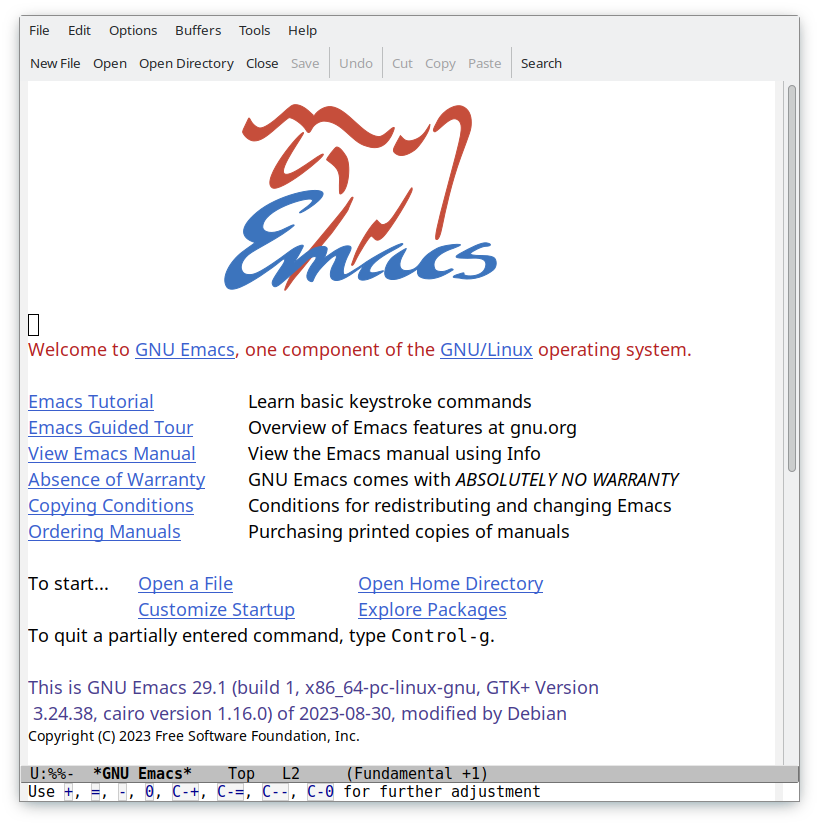 File Edit Options Buffers Tools Help
New File Open Open Directory Close Save Undo Cut Copy Paste Search
Emacs
Welcome to GNU Emacs, one component of the GNU/Linux operating system.
Emacs Tutorial Learn basic keystroke commands
Emacs Guided Tour Overview of Emacs features at gnu.org
View Emacs Manual View the Emacs manual using Info
Absence of Warranty GNU Emacs comes with ABSOLUTELY NO WARRANTY
Copying Conditions Conditions for redistributing and changing Emacs
Ordering Manuals Purchasing printed copies of manuals
To start... Open a File Open Home Directory
Customize Startup Explore Packages
To quit a partially entered command, type Control-g.
This is GNU Emacs 29.1 (build 1, x86_64-pc-linux-gnu, GTK+ Version
3.24.38, cairo version 1.16.0) of 2023-08-30, modified by Debian
Copyright (C) 2023 Free Software Foundation, Inc.
U:%%- *GNU Emacs* Top L2 (Fundamental +1)
Use +, =, -, 0, C-+, C-=, C--, C-0 for further adjustment